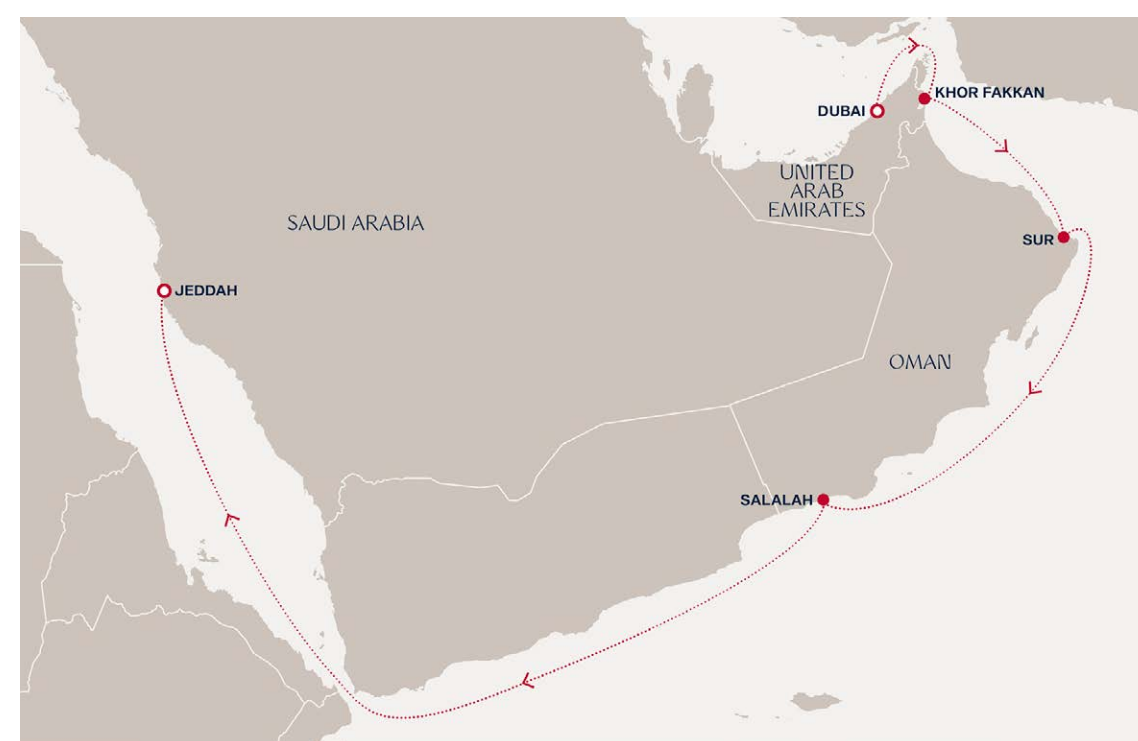 KHOR FAKKAN
DUBAI
UNITED
ARAB
EMIRATES
SAUDI ARABIA
SUR
JEDDAH
OMAN
SALALAH